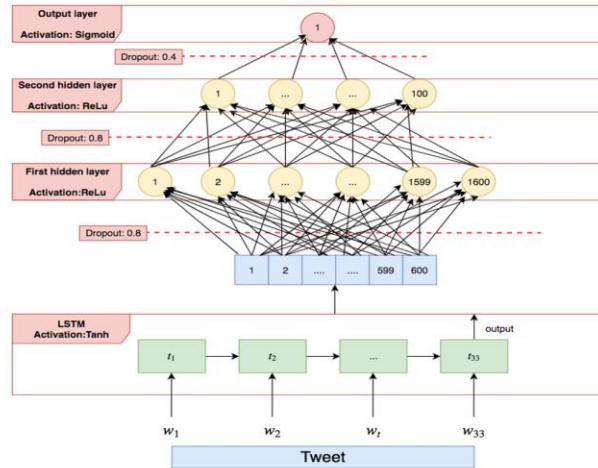 Output layer
Activation: Sigmoid
1
Dropout: 0.4
Second hidden layer
Activation: ReLu
1 ... ... 100
Dropout: 0.8
First hidden layer
Activation:ReLu
1 2 ... ... 1599 1600
Dropout: 0.8
1 2 .... .... 599 600
LSTM
Activation:Tanh
output
t1 t2 ... t33
w1 w2 wt w33
Tweet